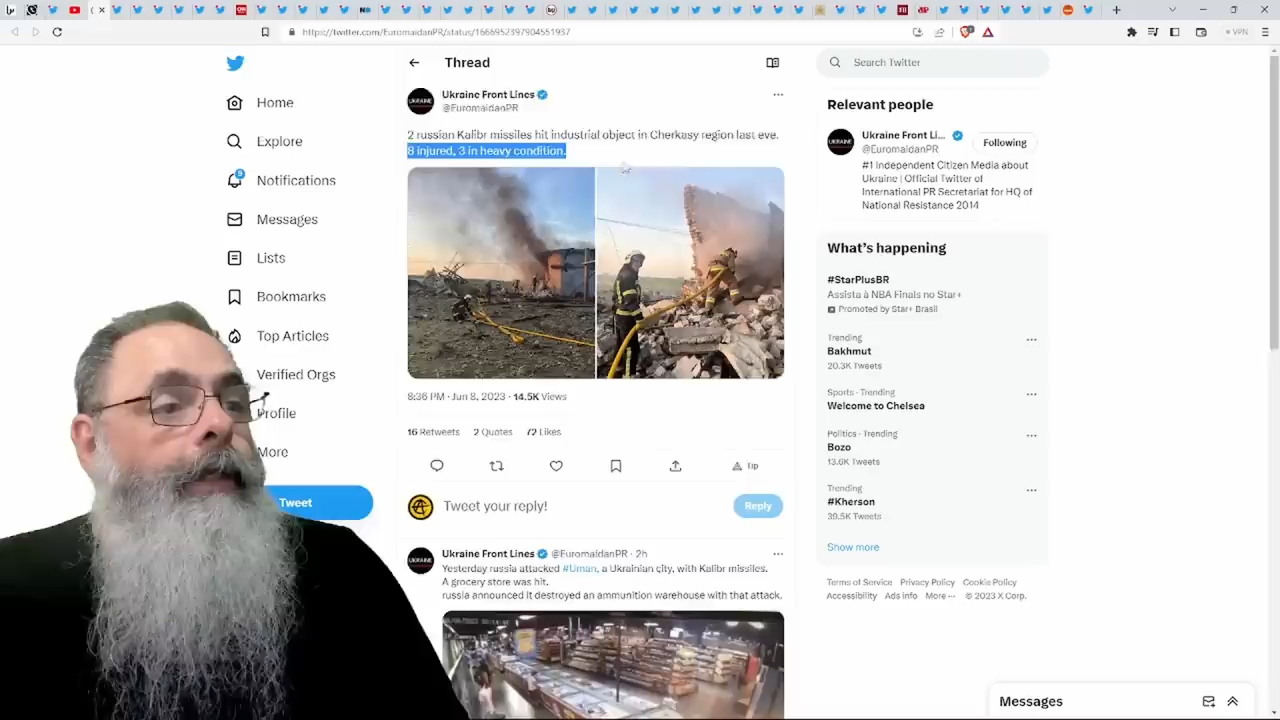 https://twitter.com/EuromaidanPR/status/1666952397904551937
VPN
Home
Explore
9
Notifications
Messages
Lists
Bookmarks
Top Articles
Verified Orgs
Profile
More
Tweet
Thread
Ukraine Front Lines
@EuromaidanPR
2 russian Kalibr missiles hit industrial object in Cherkasy region last eve.
8 injured, 3 in heavy condition.
8:36 PM · Jun 8, 2023 · 14.5K Views
16 Retweets 2 Quotes 72 Likes
Tip
Tweet your reply!
Reply
Ukraine Front Lines @EuromaidanPR · 2h
Yesterday russia attacked #Uman, a Ukrainian city, with Kalibr missiles.
A grocery store was hit.
russia announced it destroyed an ammunition warehouse with that attack.
Search Twitter
Relevant people
Ukraine Front Li...
@EuromaidanPR
Following
#1 Independent Citizen Media about
Ukraine | Official Twitter of
International PR Secretariat for HQ of
National Resistance 2014
What's happening
#StarPlusBR
Assista à NBA Finals no Star+
Promoted by Star+ Brasil
Trending
Bakhmut
20.3K Tweets
Sports · Trending
Welcome to Chelsea
Politics · Trending
Bozo
13.6K Tweets
Trending
#Kherson
39.5K Tweets
Show more
Terms of Service Privacy Policy Cookie Policy
Accessibility Ads info More ··· © 2023 X Corp.
Messages